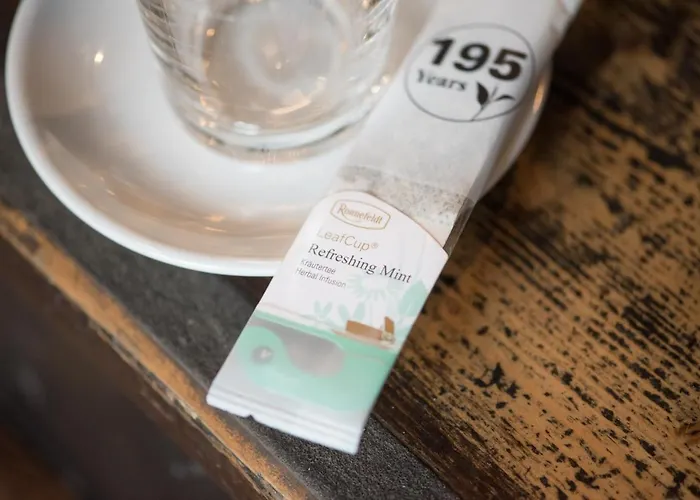 195
Years
Ronnefeldt
LeafCup®
Refreshing Mint
Kräutertee
Herbal Infusion